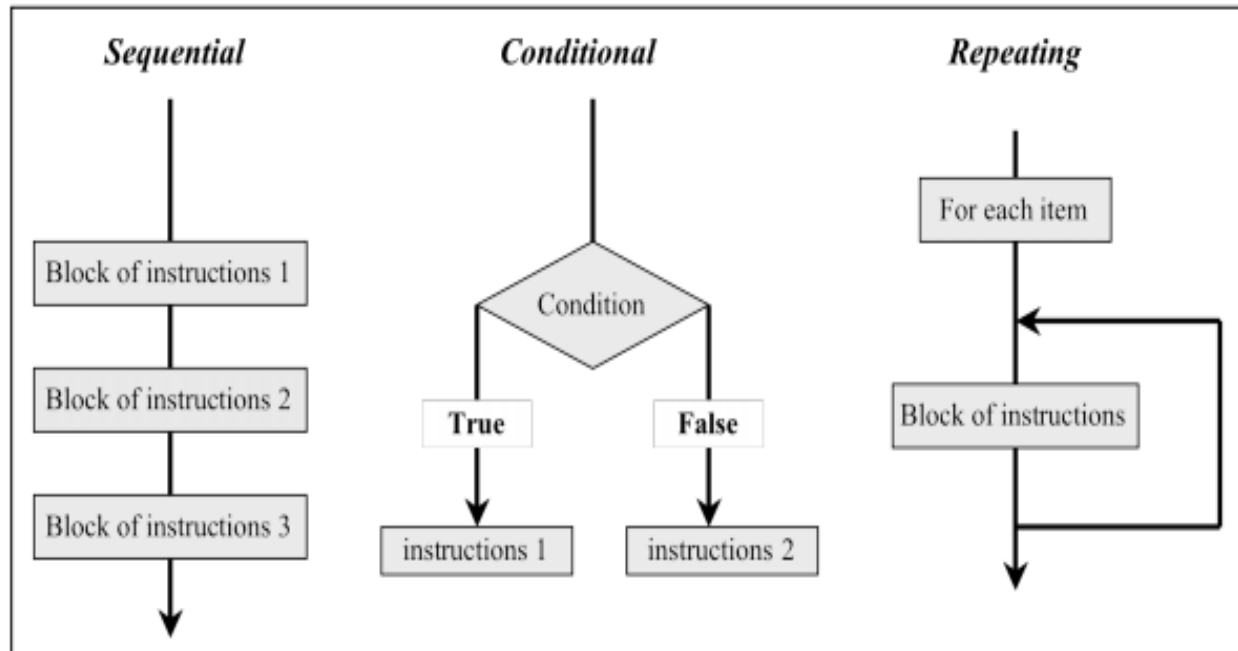 Sequential
Block of instructions 1
Block of instructions 2
Block of instructions 3
Conditional
Condition
True
False
instructions 1
instructions 2
Repeating
For each item
Block of instructions